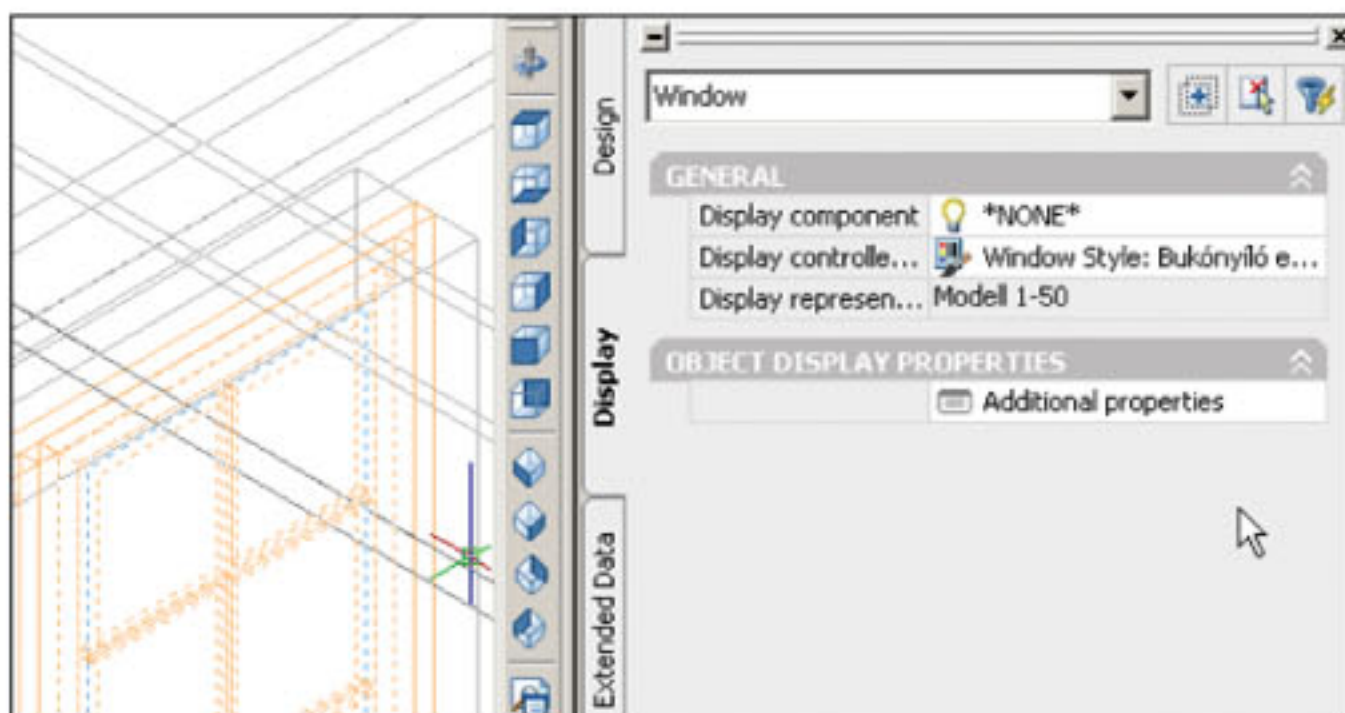 Design
Display
Extended Data
Window
GENERAL
Display component *NONE*
Display controlle... Window Style: Bukónyíló e...
Display represen... Modell 1-50
OBJECT DISPLAY PROPERTIES
Additional properties